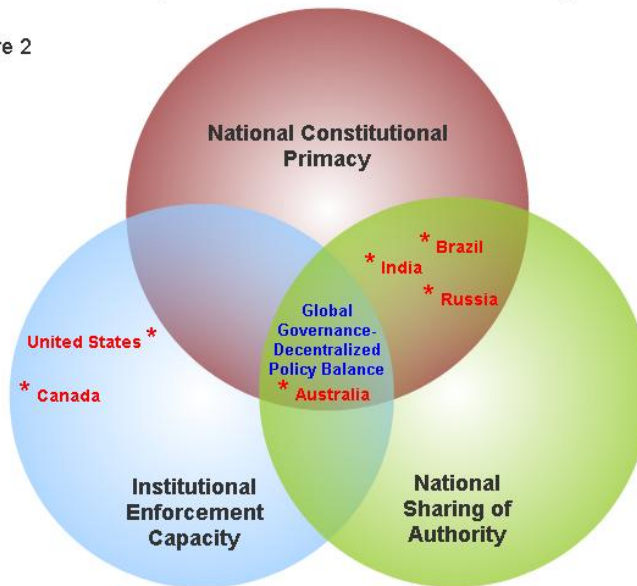 re 2
National Constitutional
Primacy
* Brazil
* India
* Russia
Global
Governance-
Decentralized
Policy Balance
United States *
* Canada
* Australia
Institutional
Enforcement
Capacity
National
Sharing of
Authority